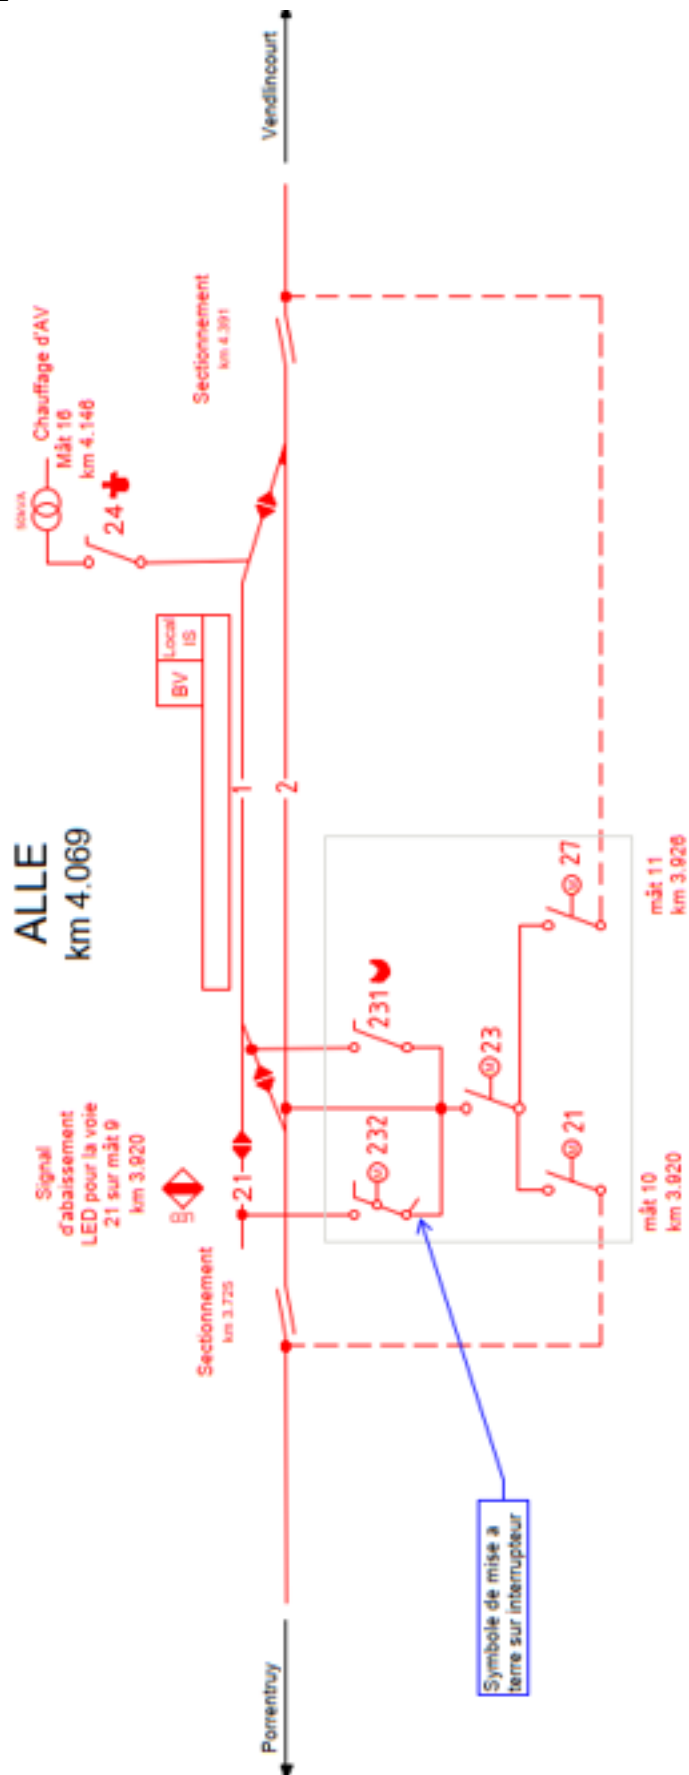 ALLE
km 4.069
Porrentruy
Vendlincourt
Signal
d'abaissement
LED pour la voie
21 sur mât 9
km 3.920
Sectionnement
km 3.725
21
1
2
BV
Local
IS
50kVA
Chauffage d'AV
Mât 16
km 4.146
24
Sectionnement
km 4.391
232
231
23
21
27
M
M
M
M
mât 10
km 3.920
mât 11
km 3.926
Symbole de mise a
terre sur interrupteur